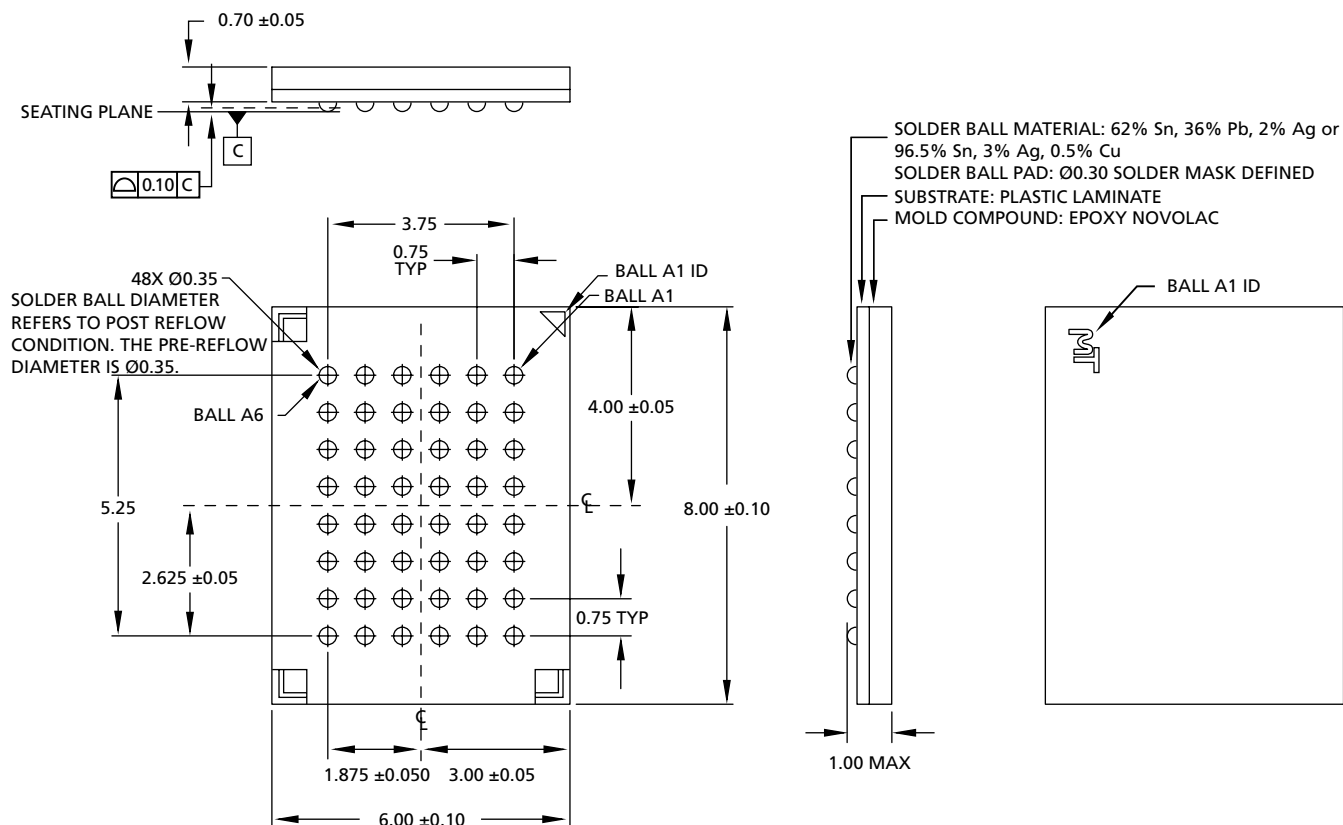 0.70 ±0.05
SEATING PLANE
C
0.10 C
SOLDER BALL MATERIAL: 62% Sn, 36% Pb, 2% Ag or
96.5% Sn, 3% Ag, 0.5% Cu
SOLDER BALL PAD: Ø0.30 SOLDER MASK DEFINED
SUBSTRATE: PLASTIC LAMINATE
MOLD COMPOUND: EPOXY NOVOLAC
3.75
0.75
TYP
48X Ø0.35
SOLDER BALL DIAMETER
REFERS TO POST REFLOW
CONDITION. THE PRE-REFLOW
DIAMETER IS Ø0.35.
BALL A6
BALL A1 ID
BALL A1
BALL A1 ID
MT
4.00 ±0.05
5.25
8.00 ±0.10
CL
2.625 ±0.05
0.75 TYP
CL
1.875 ±0.050
3.00 ±0.05
6.00 ±0.10
1.00 MAX